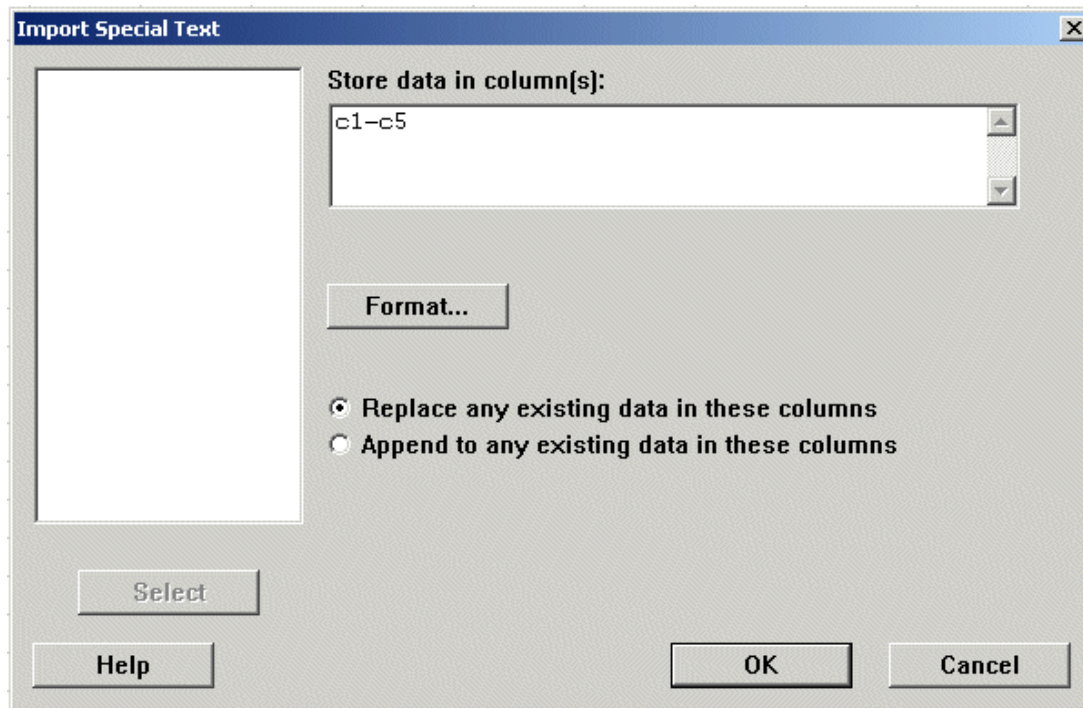 Import Special Text
Store data in column(s):
c1-c5
Format...
Replace any existing data in these columns
Append to any existing data in these columns
Select
Help
OK
Cancel